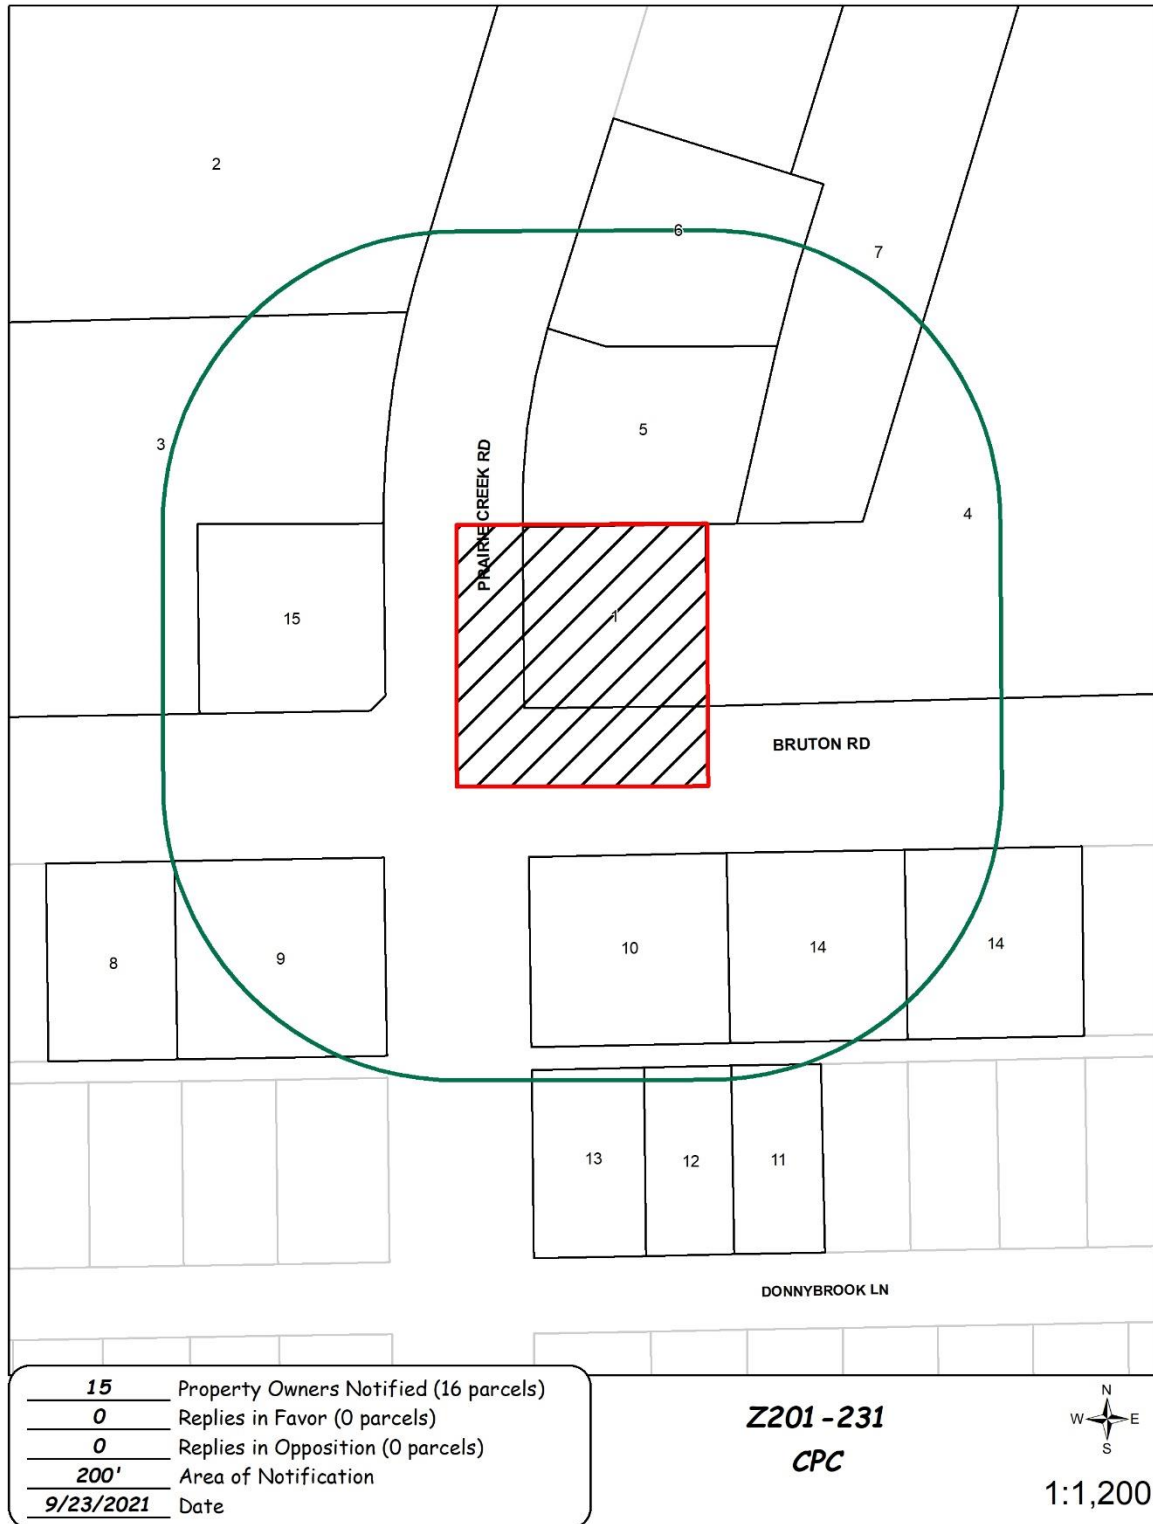 2
6
7
3
5
PRAIRIE CREEK RD
4
15
1
BRUTON RD
8
9
10
14
14
13
12
11
DONNYBROOK LN
15 Property Owners Notified (16 parcels)
0 Replies in Favor (0 parcels)
0 Replies in Opposition (0 parcels)
200' Area of Notification
9/23/2021 Date
Z201-231
CPC
N
W E
S
1:1,200